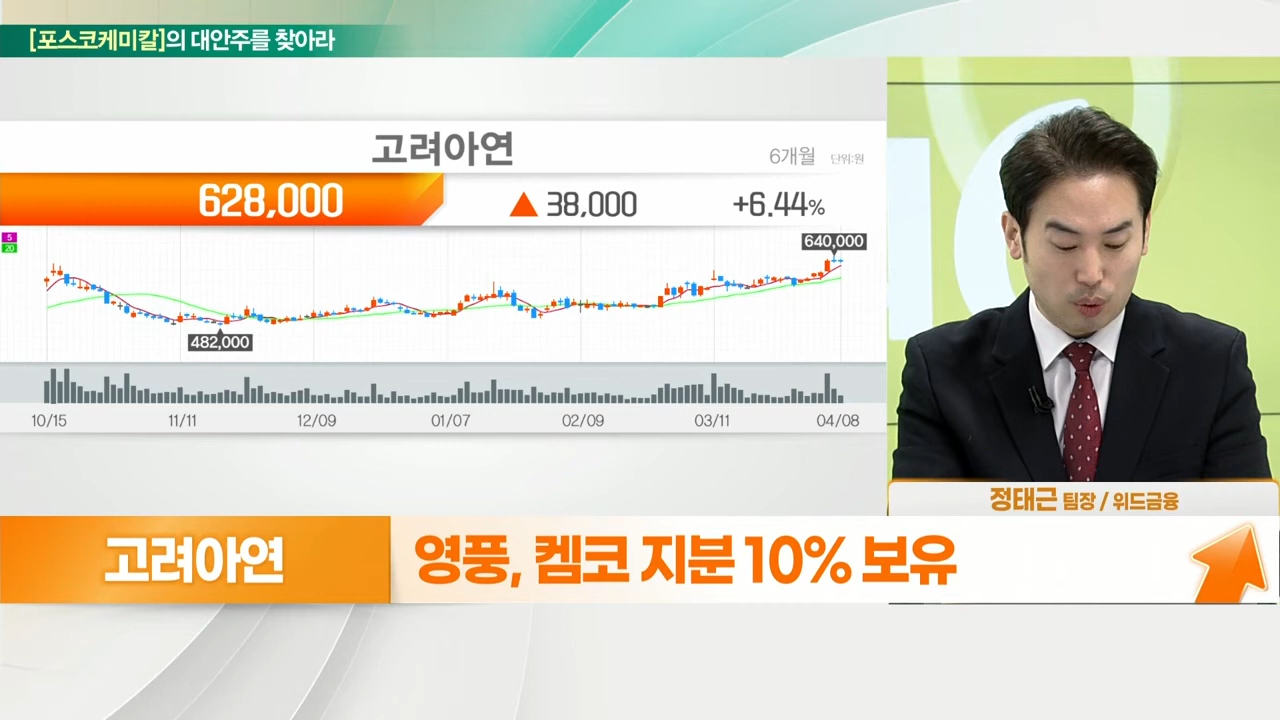 [포스코케미칼]의 대안주를 찾아라
고려아연
6개월 단위:원
628,000 ▲ 38,000 +6.44%
5
20
640,000
482,000
10/15 11/11 12/09 01/07 02/09 03/11 04/08
정태근 팀장 / 위드금융
고려아연 영풍, 켐코 지분 10% 보유